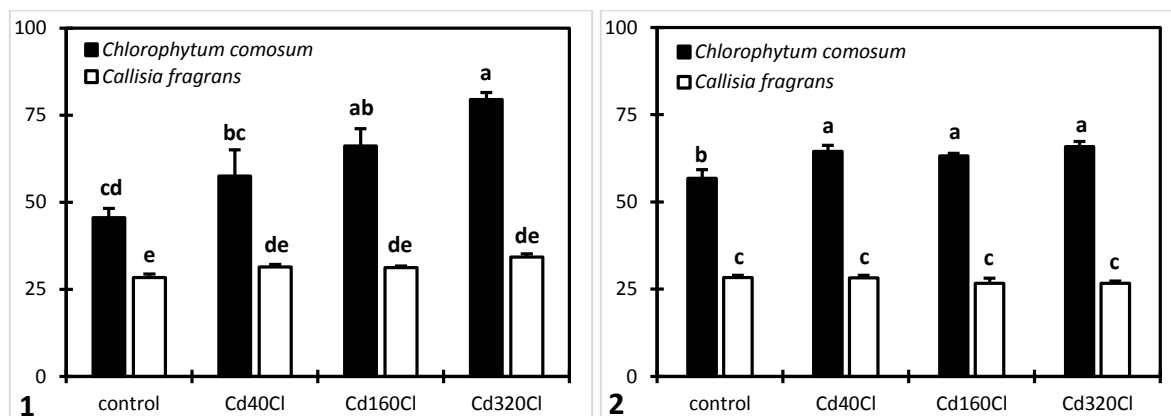 100
75
50
25
0
Chlorophytum comosum
Callisia fragrans
cd
e
bc
de
ab
de
a
de
control
Cd40Cl
Cd160Cl
Cd320Cl
1
100
75
50
25
0
Chlorophytum comosum
Callisia fragrans
b
c
a
c
a
c
a
c
control
Cd40Cl
Cd160Cl
Cd320Cl
2